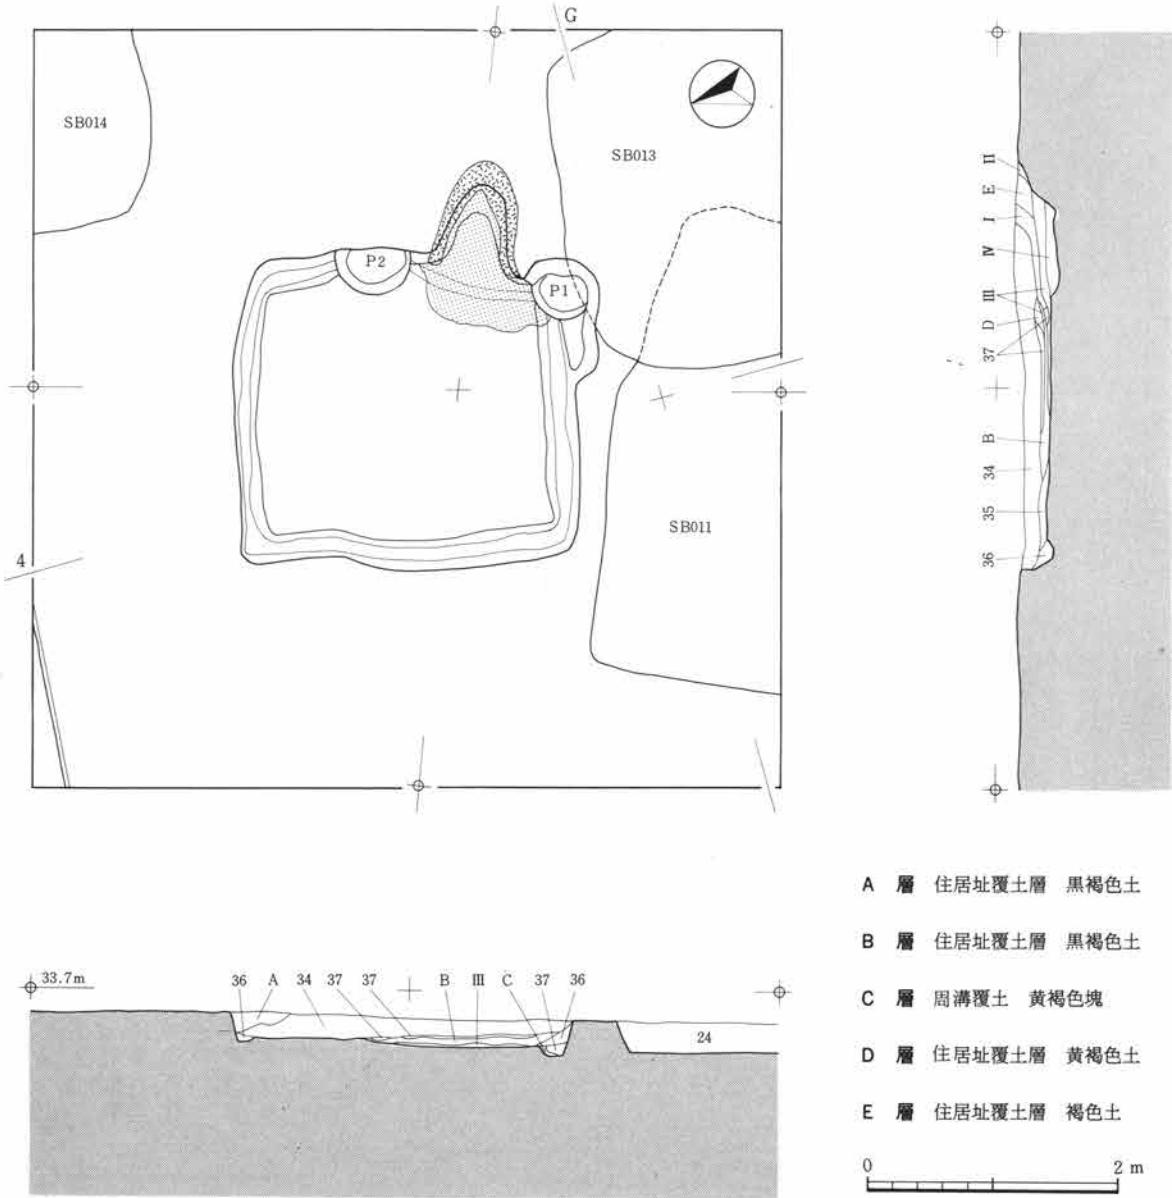 G
SB014
SB013
P2
P1
SB011
4
II
E
I
IV
III
D
37
B
34
35
36
33.7m
36 A 34 37 37 B III C 37 36
24
A 層 住居址覆土層 黒褐色土
B 層 住居址覆土層 黒褐色土
C 層 周溝覆土 黄褐色塊
D 層 住居址覆土層 黄褐色土
E 層 住居址覆土層 褐色土
0 2 m